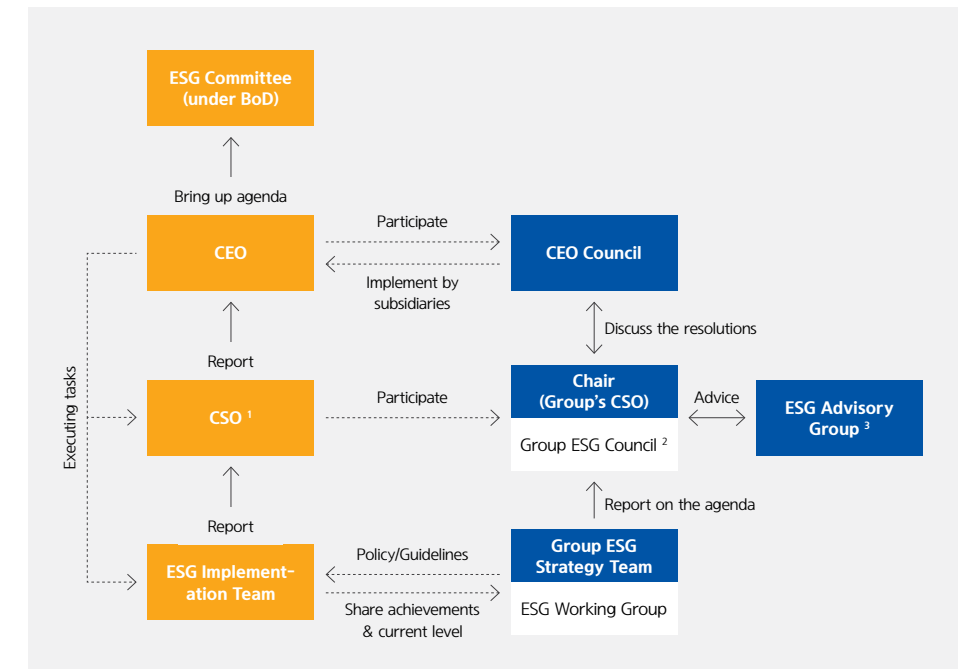 ESG Committee
(under BoD)
Bring up agenda
CEO
Participate
Implement by
subsidiaries
CEO Council
Discuss the resolutions
Report
Executing tasks
CSO 1
Participate
Chair
(Group's CSO)
Group ESG Council 2
Advice
ESG Advisory
Group 3
Report on the agenda
Report
ESG Implement-
ation Team
Policy/Guidelines
Share achievements
& current level
Group ESG
Strategy Team
ESG Working Group